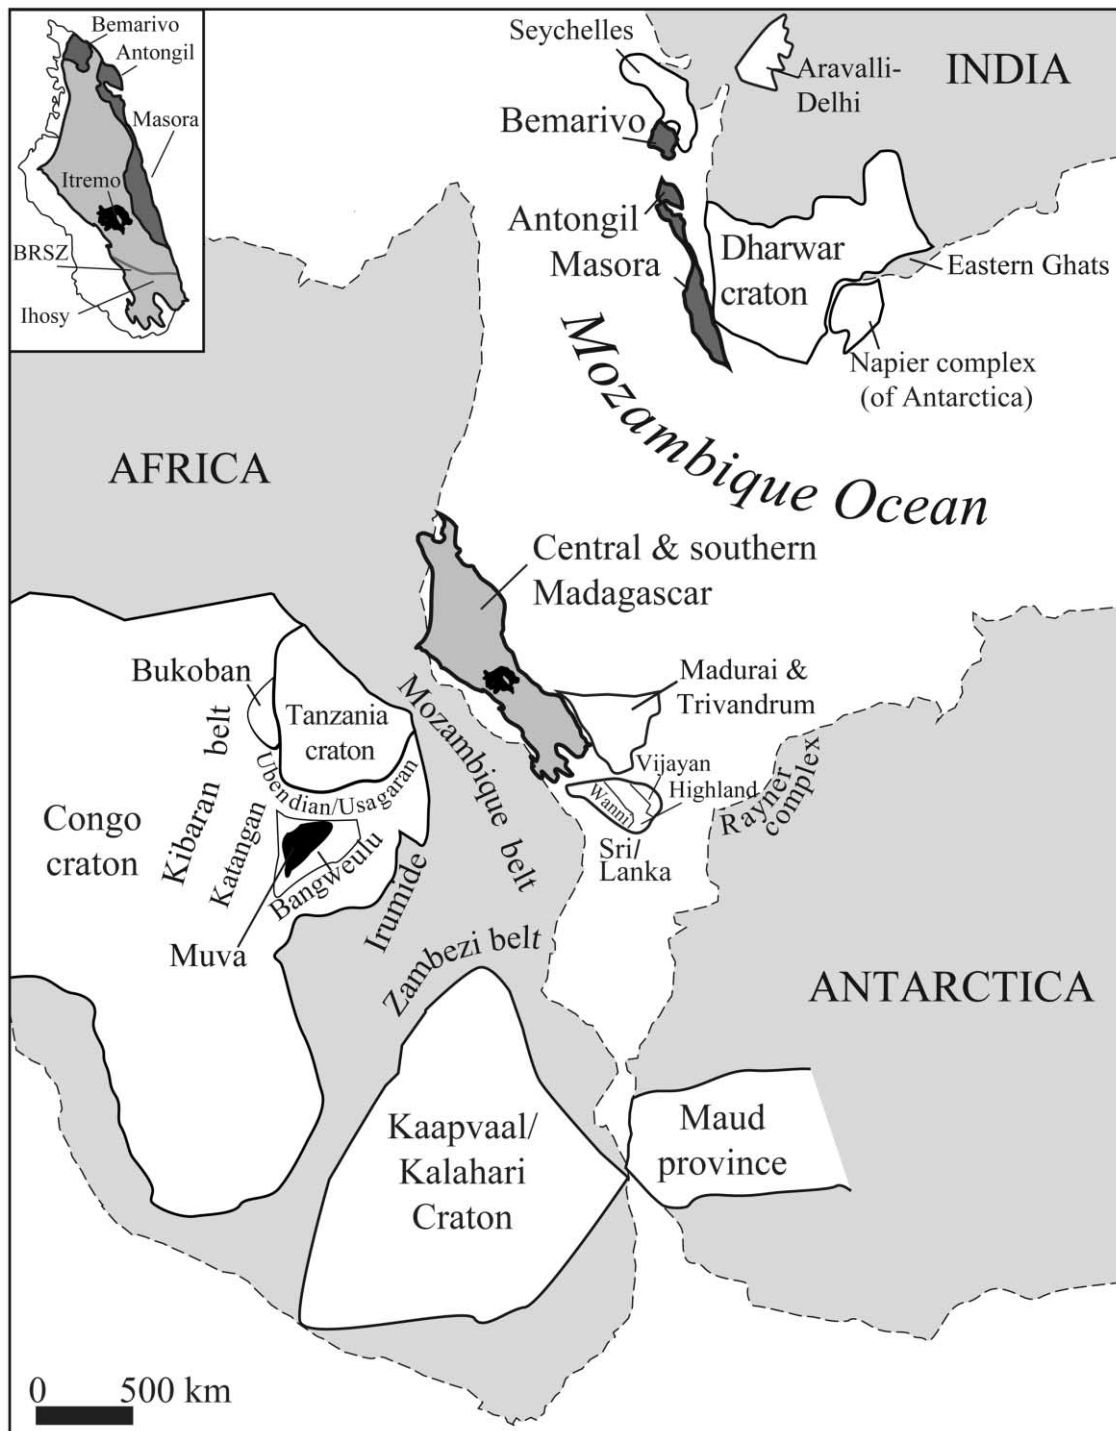 Bemarivo
Antongil
Masora
Itremo
BRSZ
Ihosy
Seychelles
Aravalli-
Delhi
INDIA
Bemarivo
Antongil
Masora
Dharwar
craton
Eastern Ghats
Napier complex
(of Antarctica)
Mozambique Ocean
AFRICA
Central & southern
Madagascar
Bukoban
Tanzania
craton
Mozambique belt
Madurai &
Trivandrum
Vijayan
Highland
Wanni
Sri/
Lanka
Rayner
complex
Ubendian/Usagaran
Kibaran belt
Katangan
Congo
craton
Bangweulu
Muva
Irumide
Zambezi belt
ANTARCTICA
Kaapvaal/
Kalahari
Craton
Maud
province
0 500 km